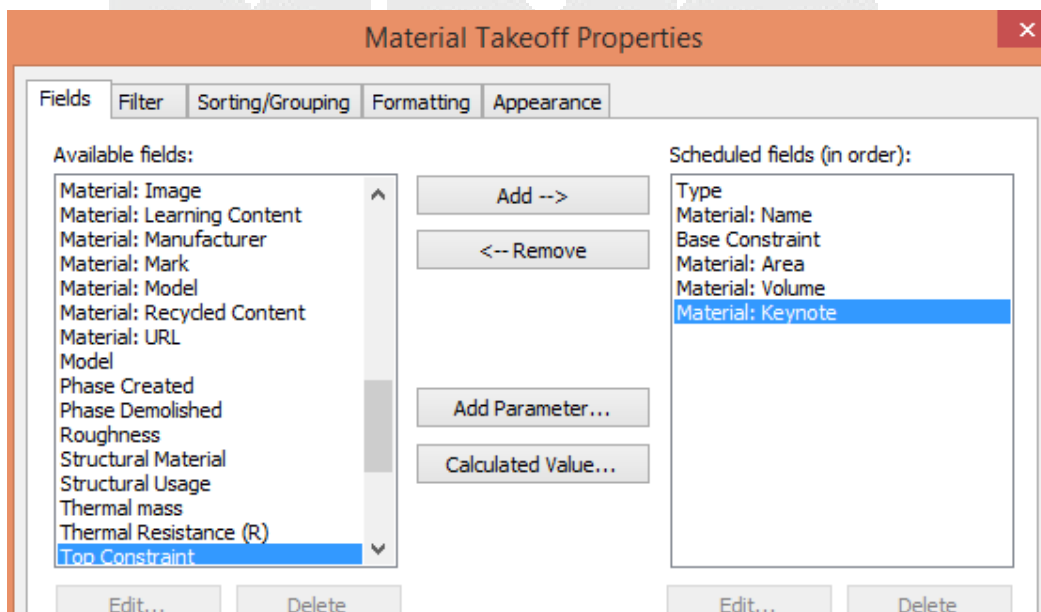 Material Takeoff Properties
×
Fields
Filter
Sorting/Grouping
Formatting
Appearance
Available fields:
Material: Image
Material: Learning Content
Material: Manufacturer
Material: Mark
Material: Model
Material: Recycled Content
Material: URL
Model
Phase Created
Phase Demolished
Roughness
Structural Material
Structural Usage
Thermal mass
Thermal Resistance (R)
Top Constraint
Edit...
Delete
Add -->
<-- Remove
Add Parameter...
Calculated Value...
Scheduled fields (in order):
Type
Material: Name
Base Constraint
Material: Area
Material: Volume
Material: Keynote
Edit...
Delete